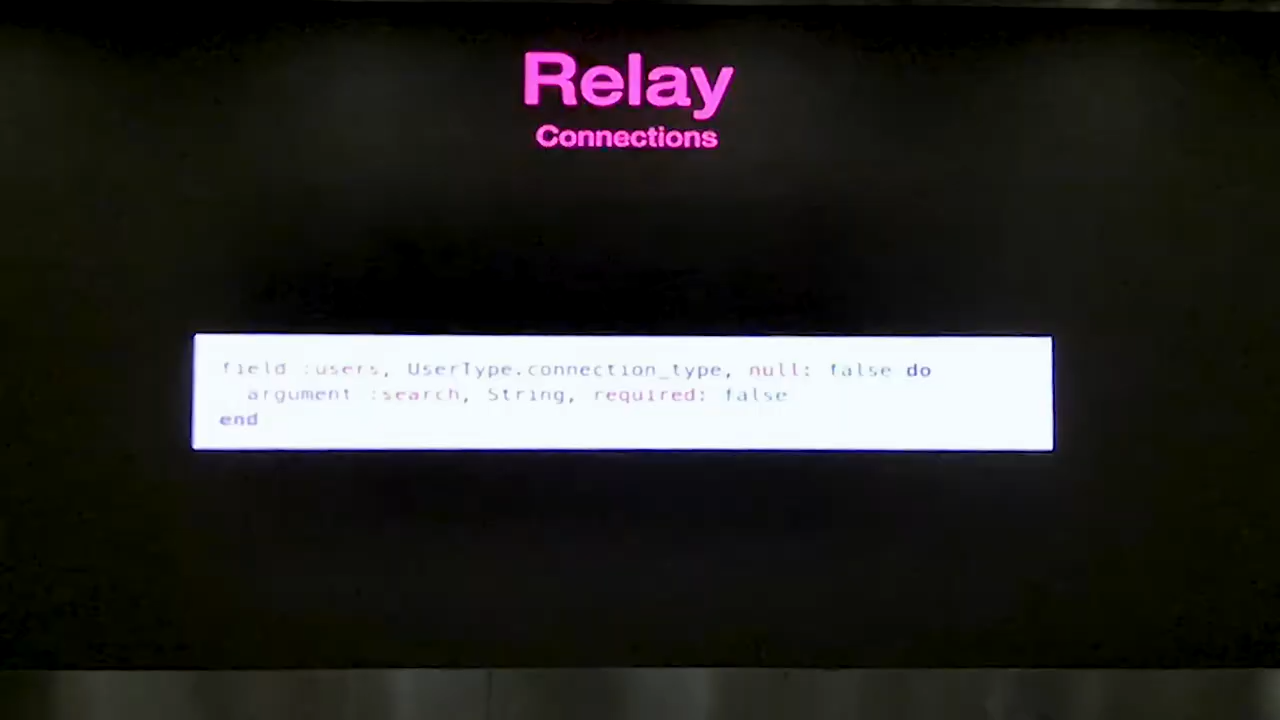 Relay
Connections
field :users, UserType.connection_type, null: false do
argument :search, String, required: false
end